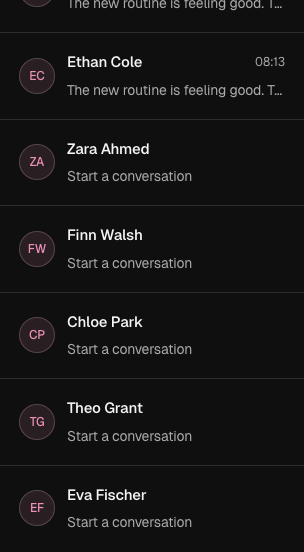 The new routine is feeling good. T...
EC
Ethan Cole
08:13
The new routine is feeling good. T...
ZA
Zara Ahmed
Start a conversation
FW
Finn Walsh
Start a conversation
CP
Chloe Park
Start a conversation
TG
Theo Grant
Start a conversation
EF
Eva Fischer
Start a conversation